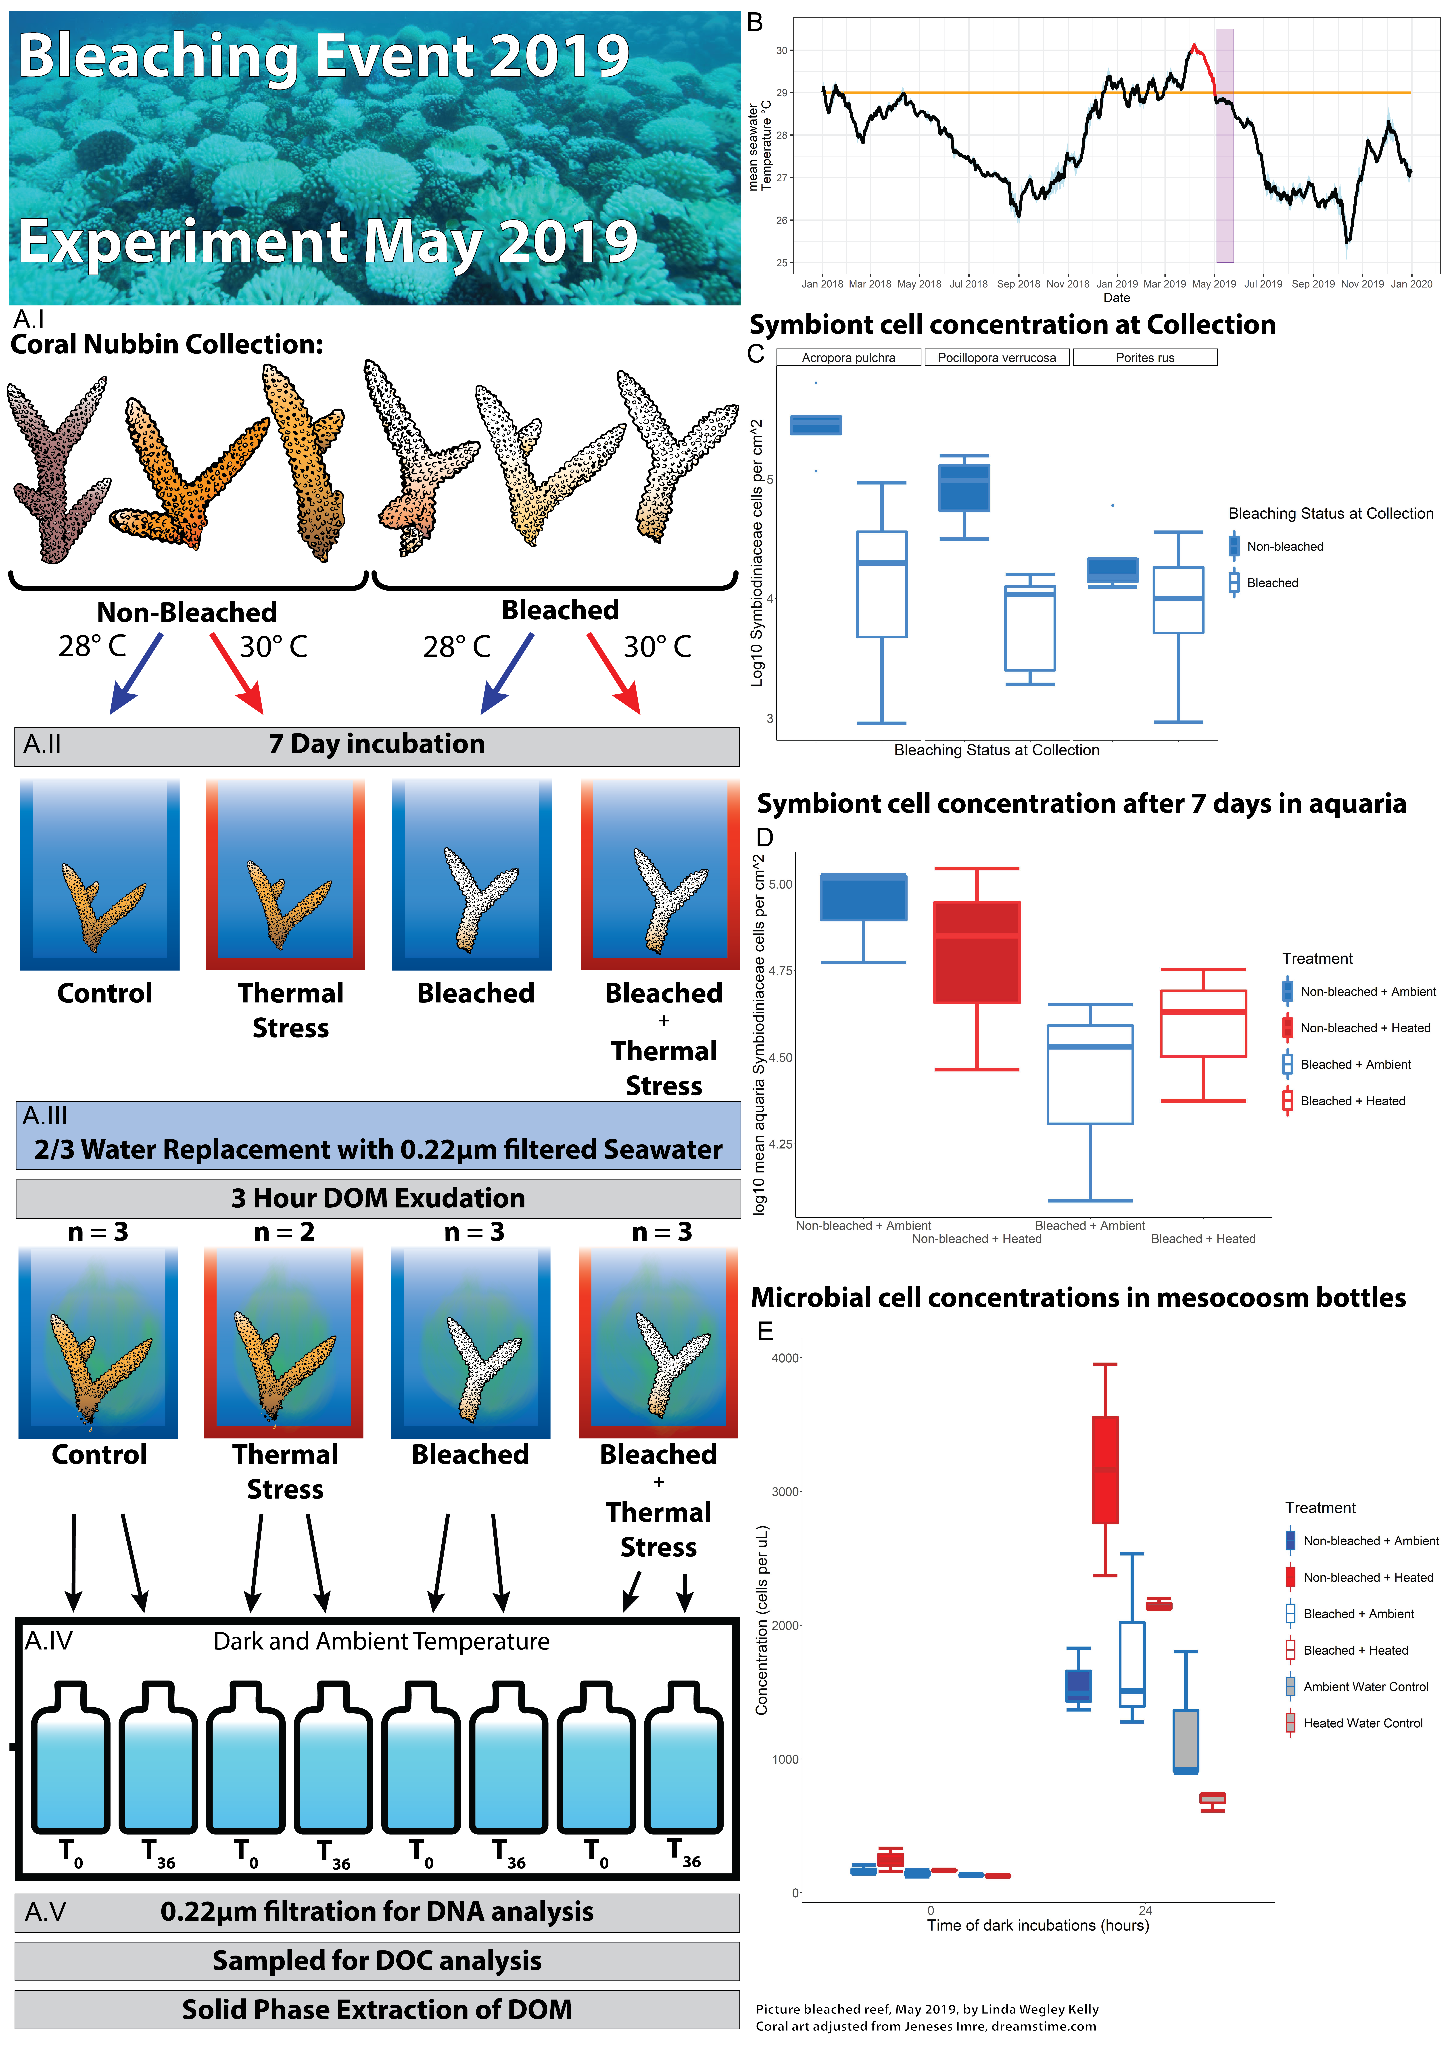 Bleaching Event 2019
Experiment May 2019
A.I
Coral Nubbin Collection:
Non-Bleached
Bleached
28° C
30° C
28° C
30° C
A.II
7 Day incubation
Control
Thermal
Stress
Bleached
Bleached
+
Thermal
Stress
A.III
2/3 Water Replacement with 0.22µm filtered Seawater
3 Hour DOM Exudation
n = 3
n = 2
n = 3
n = 3
Control
Thermal
Stress
Bleached
Bleached
+
Thermal
Stress
A.IV
Dark and Ambient Temperature
T0
T36
T0
T36
T0
T36
T0
T36
A.V
0.22µm filtration for DNA analysis
Sampled for DOC analysis
Solid Phase Extraction of DOM
B
mean seawater
Temperature °C
30
29
28
27
26
25
Jan 2018 Mar 2018 May 2018 Jul 2018 Sep 2018 Nov 2018 Jan 2019 Mar 2019 May 2019 Jul 2019 Sep 2019 Nov 2019 Jan 2020
Date
Symbiont cell concentration at Collection
C
Acropora pulchra
Pocillopora verrucosa
Porites rus
Log10 Symbiodiniaceae cells per cm^2
5
4
3
Bleaching Status at Collection
Bleaching Status at Collection
Non-bleached
Bleached
Symbiont cell concentration after 7 days in aquaria
D
log10 mean aquaria Symbiodiniaceae cells per cm^2
5.00
4.75
4.50
4.25
Non-bleached + Ambient
Non-bleached + Heated
Bleached + Ambient
Bleached + Heated
Treatment
Non-bleached + Ambient
Non-bleached + Heated
Bleached + Ambient
Bleached + Heated
Microbial cell concentrations in mesocoosm bottles
E
Concentration (cells per uL)
4000
3000
2000
1000
0
0
24
Time of dark incubations (hours)
Treatment
Non-bleached + Ambient
Non-bleached + Heated
Bleached + Ambient
Bleached + Heated
Ambient Water Control
Heated Water Control
Picture bleached reef, May 2019, by Linda Wegley Kelly
Coral art adjusted from Jeneses Imre, dreamstime.com